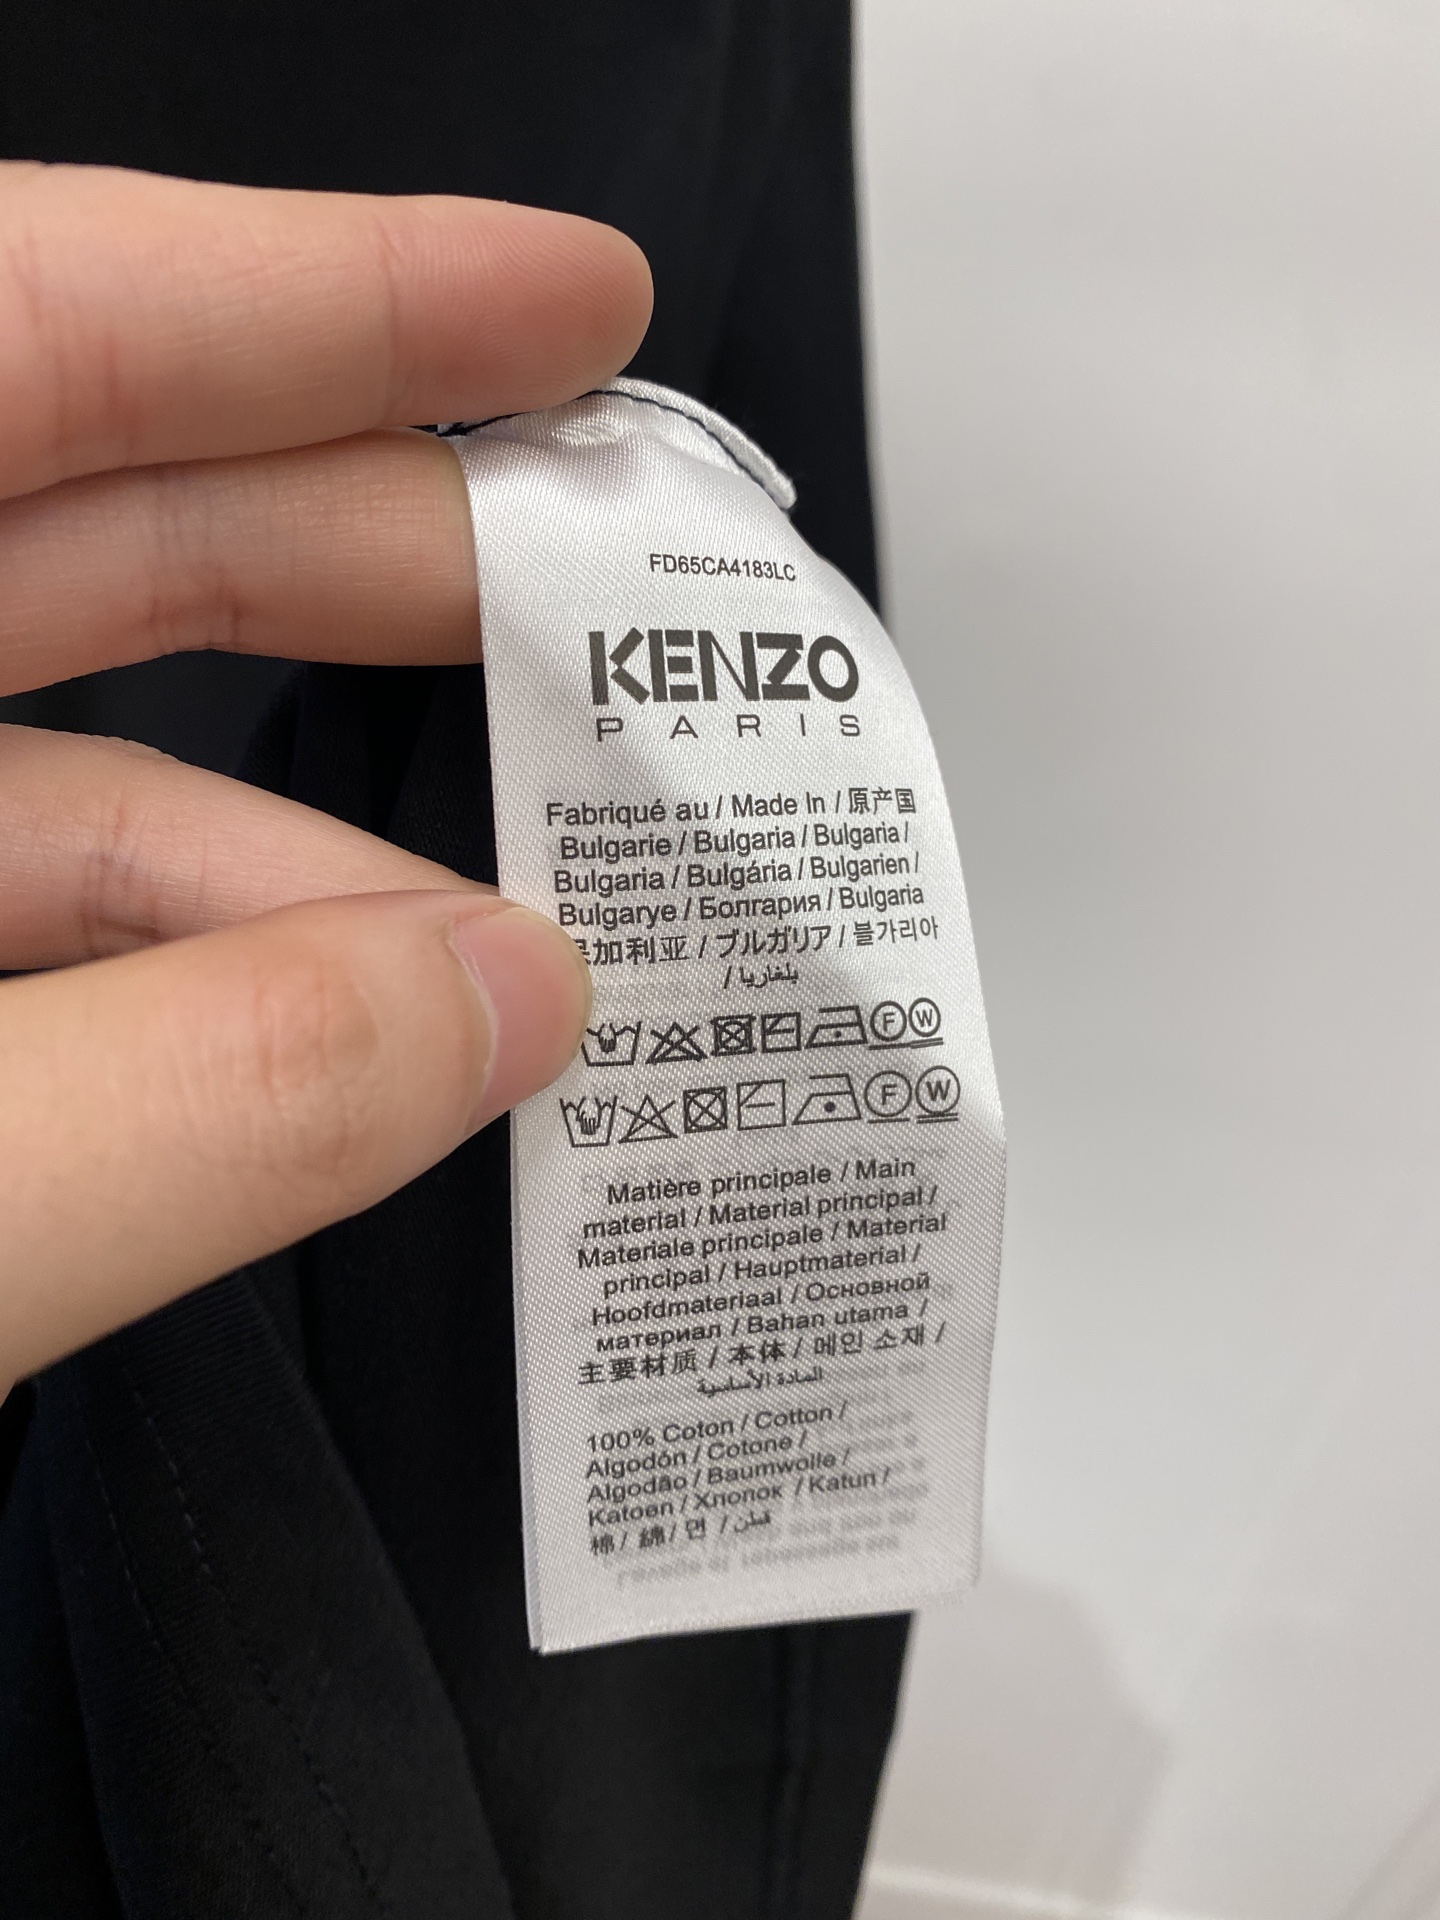 FD65CA4183LC
KENZO
PARIS
Fabriqué au / Made In / 原产国
Bulgarie / Bulgaria / Bulgaria /
Bulgaria / Bulgária / Bulgarien /
Bulgarye / Болгария / Bulgaria
加利亚 / ブルガリア / 불가리아
/ بلغاريا
F W
F W
Matière principale / Main
material / Material principal /
Materiale principale / Material
principal / Hauptmaterial /
Hoofdmateriaal / Основной
материал / Bahan utama /
主要材质 / 本体 / 메인 소재 /
المادة الأساسية
100% Coton / Cotton /
Algodón / Cotone /
Algodão / Baumwolle /
Katoen / Хлопок / Katun /
棉 / 綿 / 면 / قطن